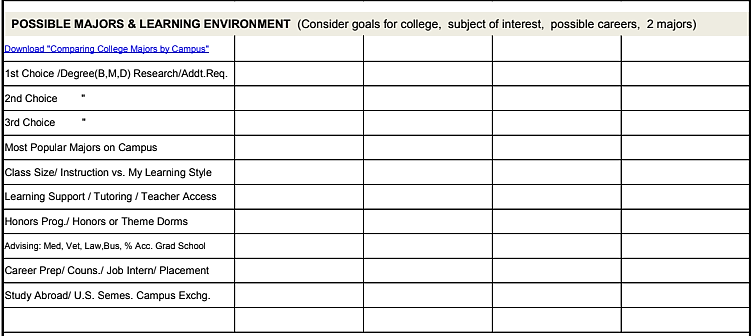 POSSIBLE MAJORS & LEARNING ENVIRONMENT (Consider goals for college, subject of interest, possible careers, 2 majors)
Download "Comparing College Majors by Campus"
1st Choice /Degree(B,M,D) Research/Addt.Req.
2nd Choice "
3rd Choice "
Most Popular Majors on Campus
Class Size/ Instruction vs. My Learning Style
Learning Support / Tutoring / Teacher Access
Honors Prog./ Honors or Theme Dorms
Advising: Med, Vet, Law,Bus, % Acc. Grad School
Career Prep/ Couns./ Job Intern/ Placement
Study Abroad/ U.S. Semes. Campus Exchg.